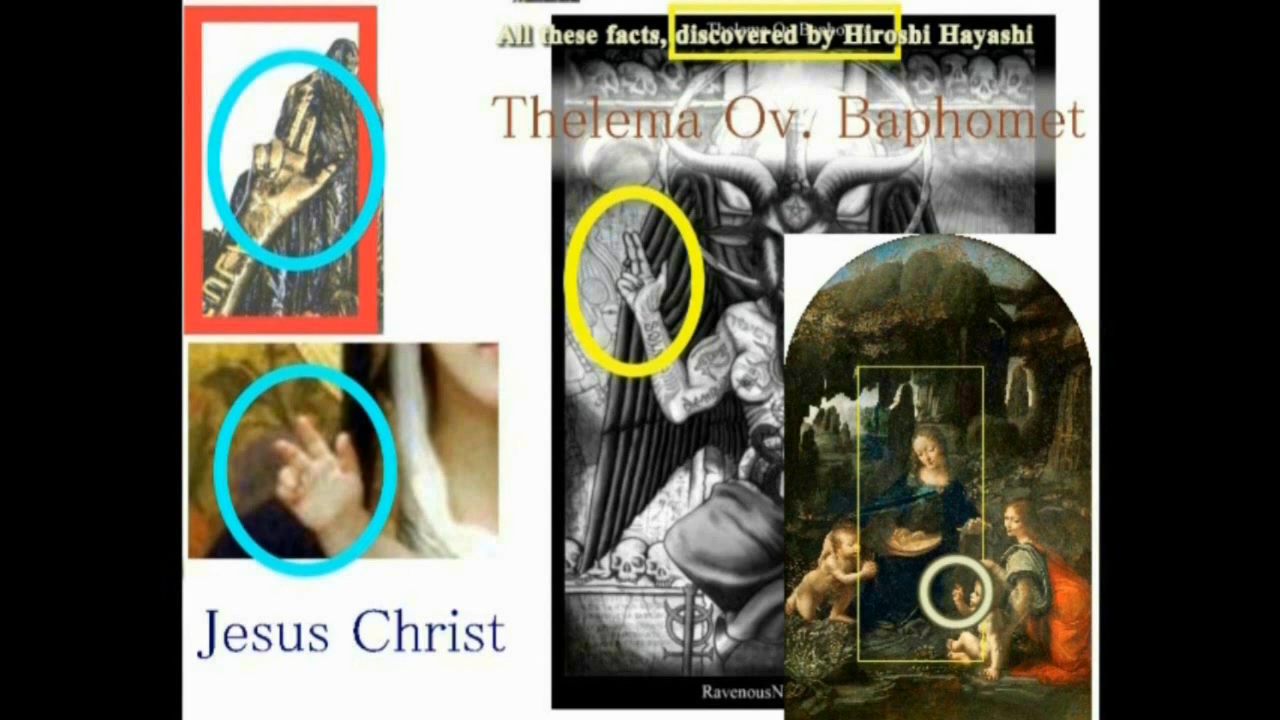 All these facts, discovered by Hiroshi Hayashi
Thelema Ov. Baphomet
Jesus Christ
RavenousN